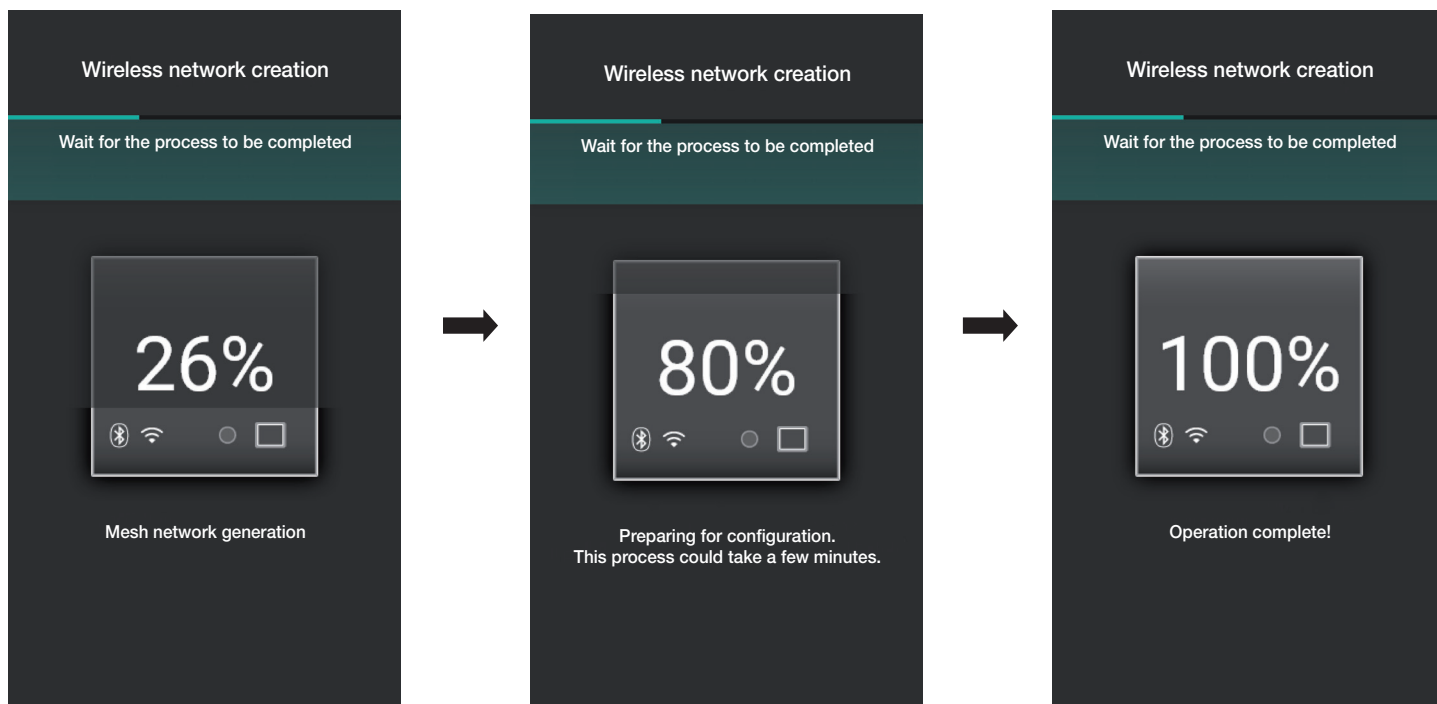 Wireless network creation
Wait for the process to be completed
26%
Mesh network generation
Wireless network creation
Wait for the process to be completed
80%
Preparing for configuration.
This process could take a few minutes.
Wireless network creation
Wait for the process to be completed
100%
Operation complete!